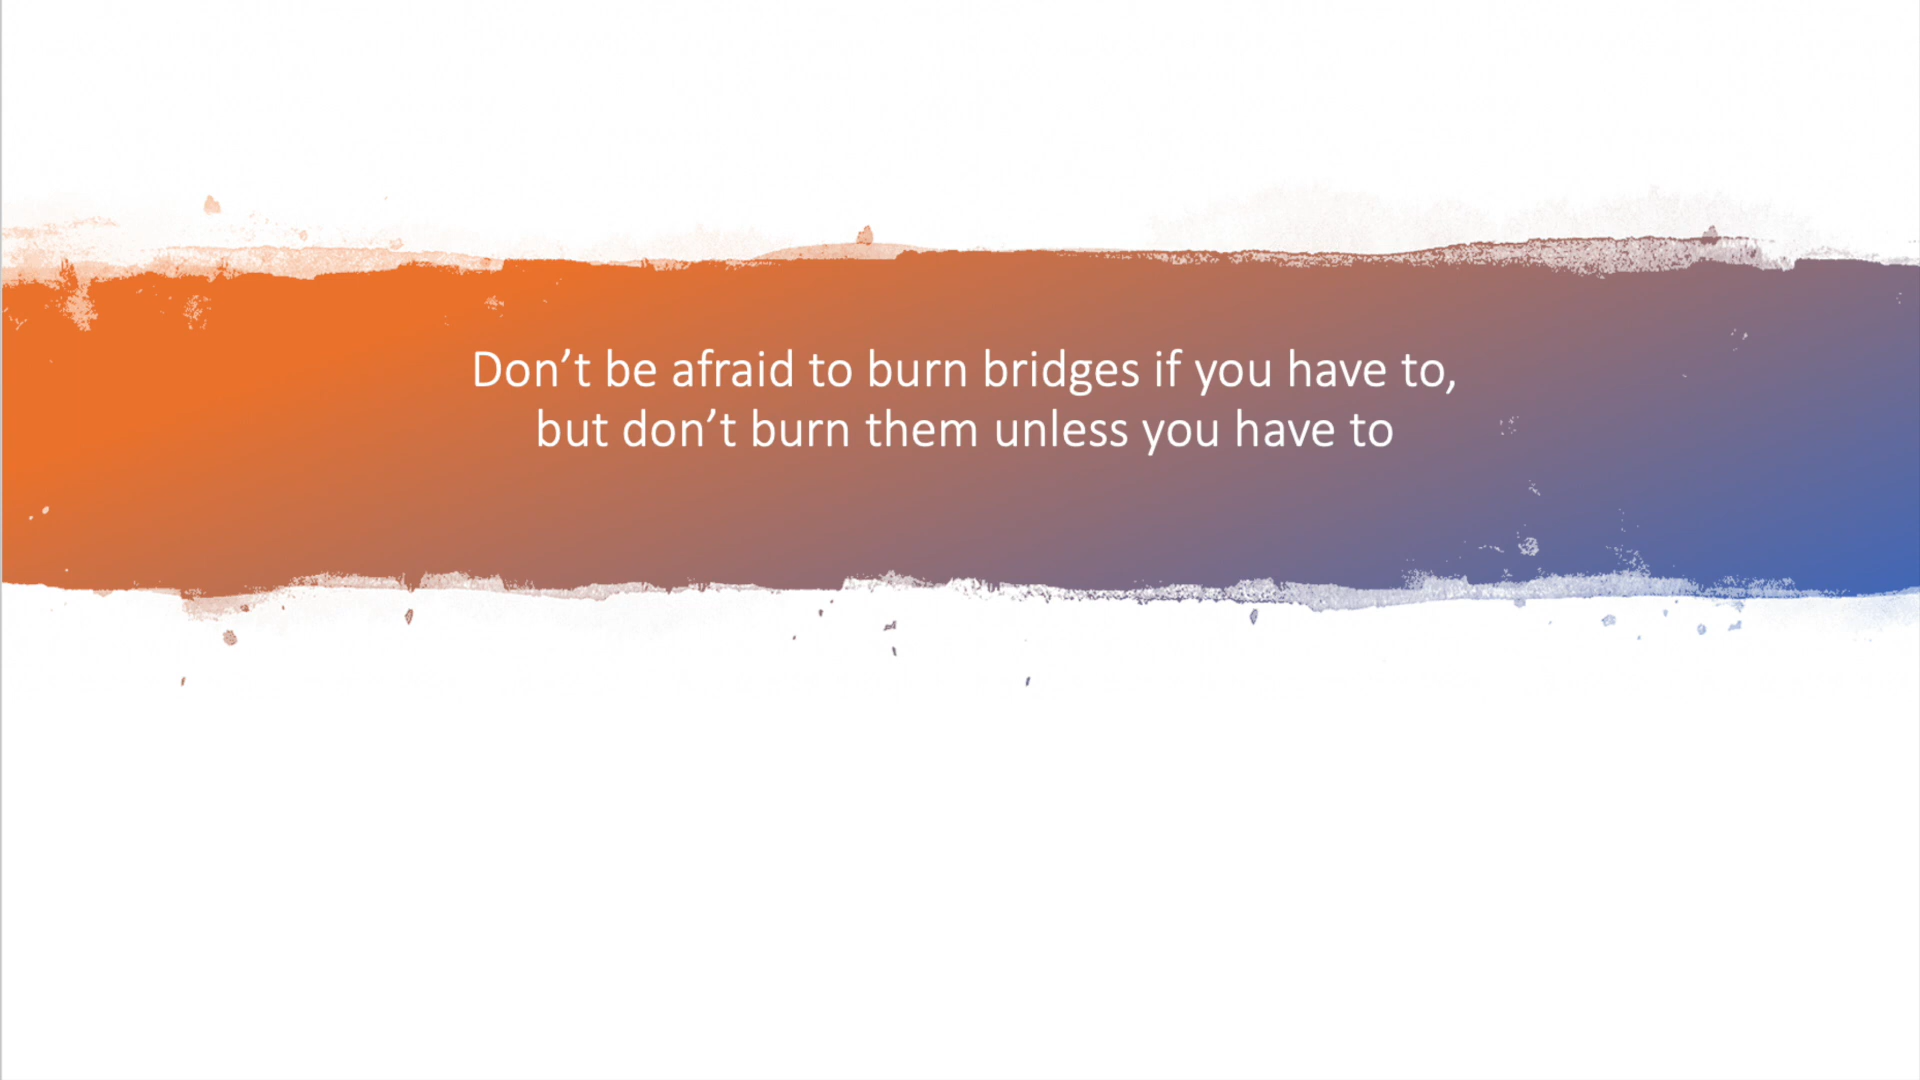 Don’t be afraid to burn bridges if you have to,
but don’t burn them unless you have to